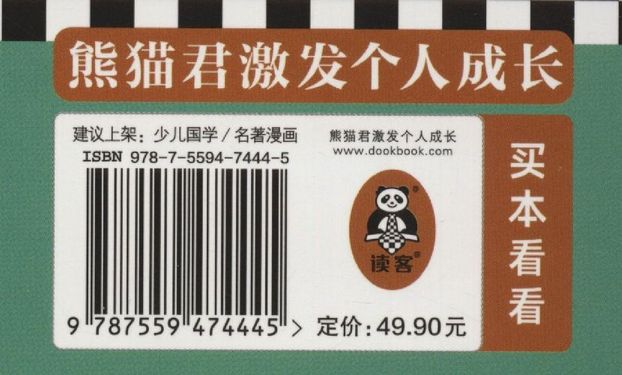 熊猫君激发个人成长
建议上架：少儿国学/名著漫画
ISBN 978-7-5594-7444-5
9 787559 474445 >
熊猫君激发个人成长
www.dookbook.com
读客®
定价：49.90元
买本看看